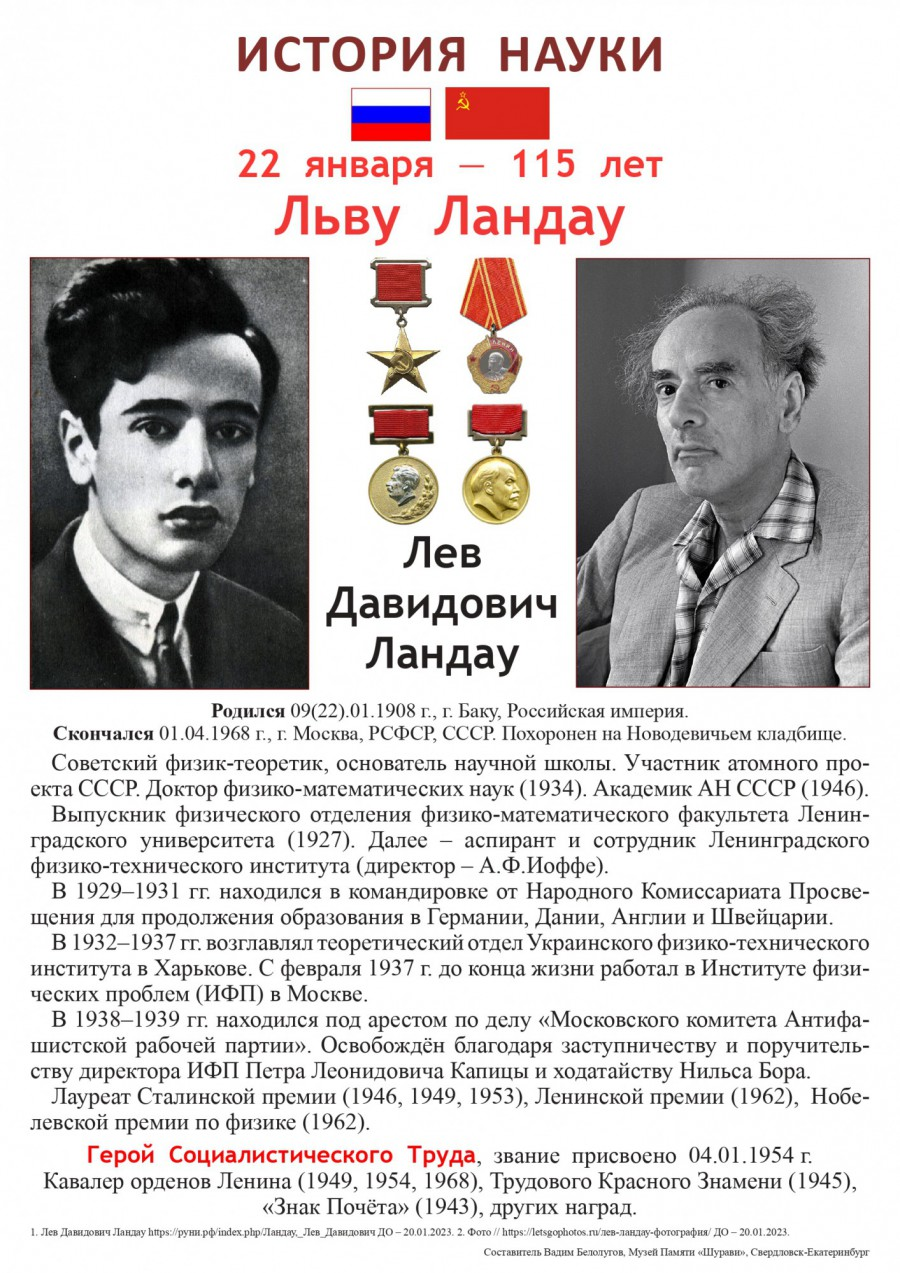 ИСТОРИЯ НАУКИ
22 января – 115 лет
Льву Ландау
ЛЕНИН
Лев
Давидович
Ландау
Родился 09(22).01.1908 г., г. Баку, Российская империя.
Скончался 01.04.1968 г., г. Москва, РСФСР, СССР. Похоронен на Новодевичьем кладбище.
Советский физик-теоретик, основатель научной школы. Участник атомного про-
екта СССР. Доктор физико-математических наук (1934). Академик АН СССР (1946).
Выпускник физического отделения физико-математического факультета Ленин-
градского университета (1927). Далее – аспирант и сотрудник Ленинградского
физико-технического института (директор – А.Ф.Иоффе).
В 1929–1931 гг. находился в командировке от Народного Комиссариата Просве-
щения для продолжения образования в Германии, Дании, Англии и Швейцарии.
В 1932–1937 гг. возглавлял теоретический отдел Украинского физико-технического
института в Харькове. С февраля 1937 г. до конца жизни работал в Институте физи-
ческих проблем (ИФП) в Москве.
В 1938–1939 гг. находился под арестом по делу «Московского комитета Антифа-
шистской рабочей партии». Освобождён благодаря заступничеству и поручитель-
ству директора ИФП Петра Леонидовича Капицы и ходатайству Нильса Бора.
Лауреат Сталинской премии (1946, 1949, 1953), Ленинской премии (1962), Нобе-
левской премии по физике (1962).
Герой Социалистического Труда, звание присвоено 04.01.1954 г.
Кавалер орденов Ленина (1949, 1954, 1968), Трудового Красного Знамени (1945),
«Знак Почёта» (1943), других наград.
1. Лев Давидович Ландау https://руни.рф/index.php/Ландау,_Лев_Давидович ДО – 20.01.2023. 2. Фото // https://letsgophotos.ru/лев-ландау-фотография/ ДО – 20.01.2023.
Составитель Вадим Белолугов, Музей Памяти «Шурави», Свердловск-Екатеринбург